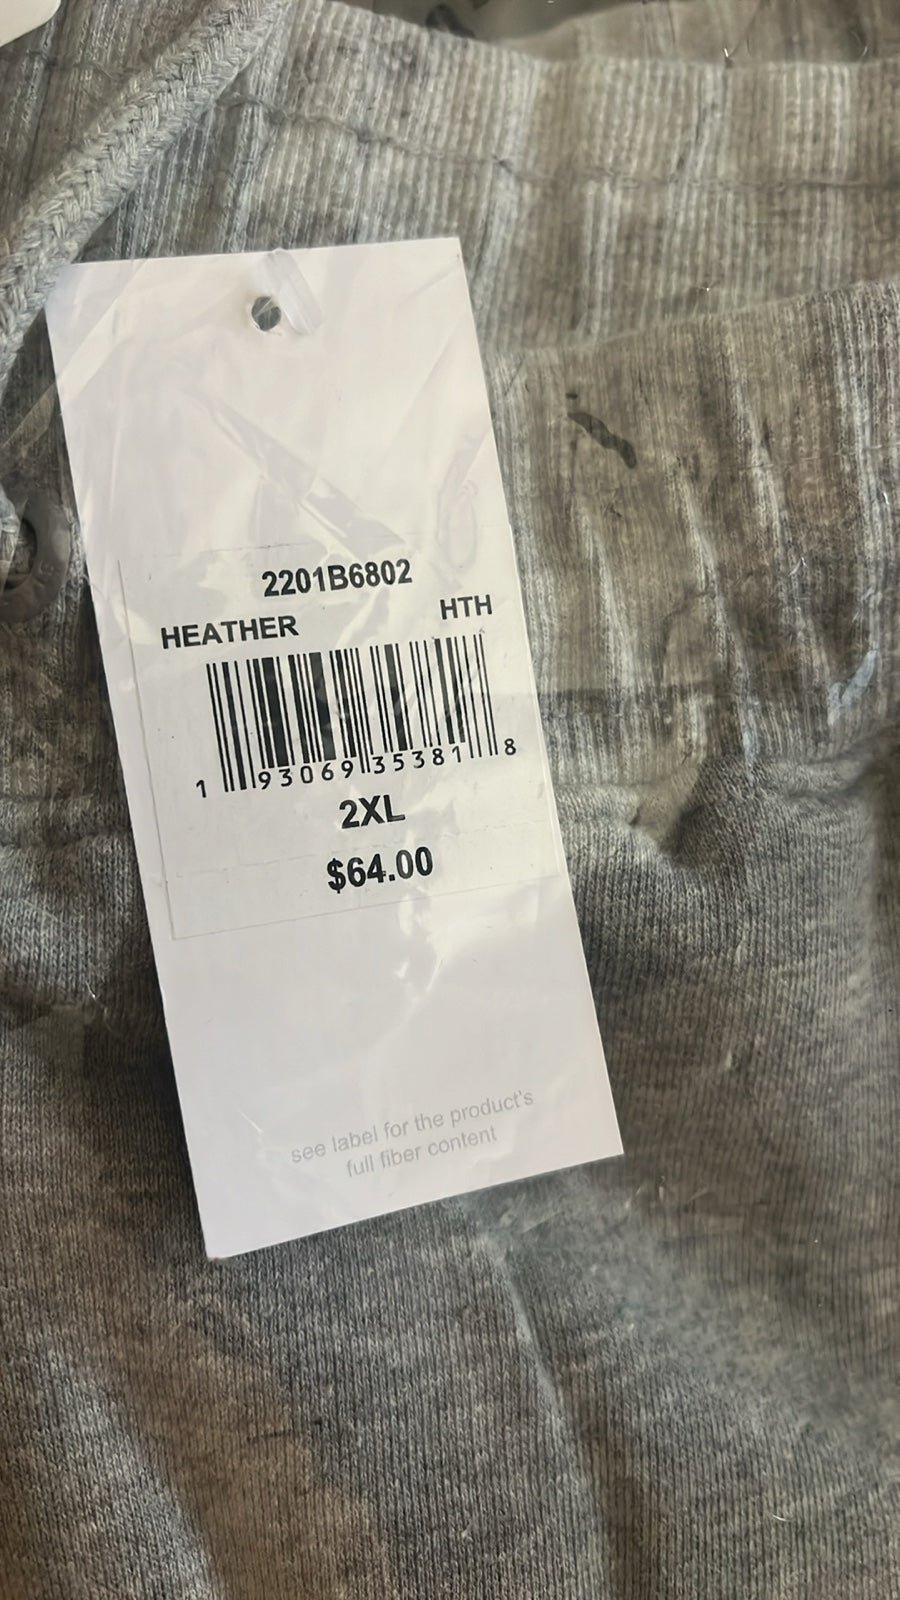 2201B6802
HEATHER HTH
1 93069 35381 8
2XL
$64.00
see label for the product's
full fiber content